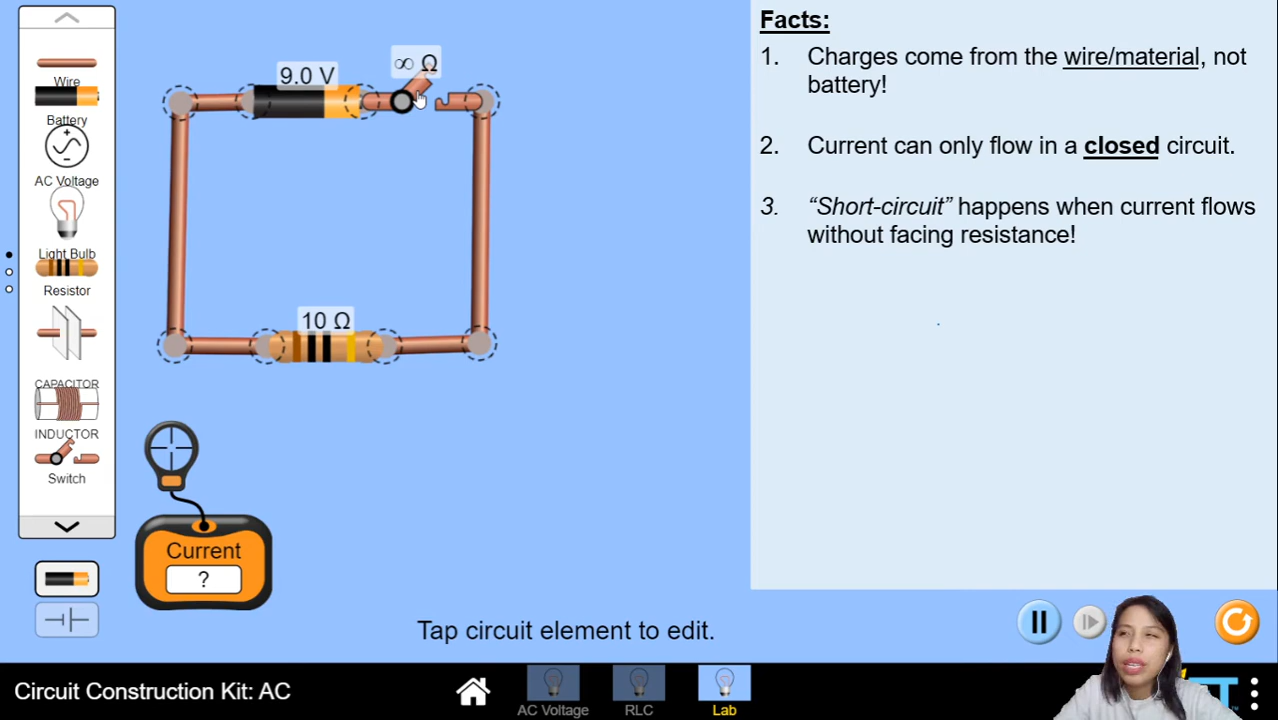 Wire
Battery
AC Voltage
Light Bulb
Resistor
CAPACITOR
INDUCTOR
Switch
9.0 V
∞ Ω
10 Ω
Current
?
Tap circuit element to edit.
Facts:
1. Charges come from the wire/material, not
battery!
2. Current can only flow in a closed circuit.
3. “Short-circuit” happens when current flows
without facing resistance!
Circuit Construction Kit: AC
AC Voltage
RLC
Lab